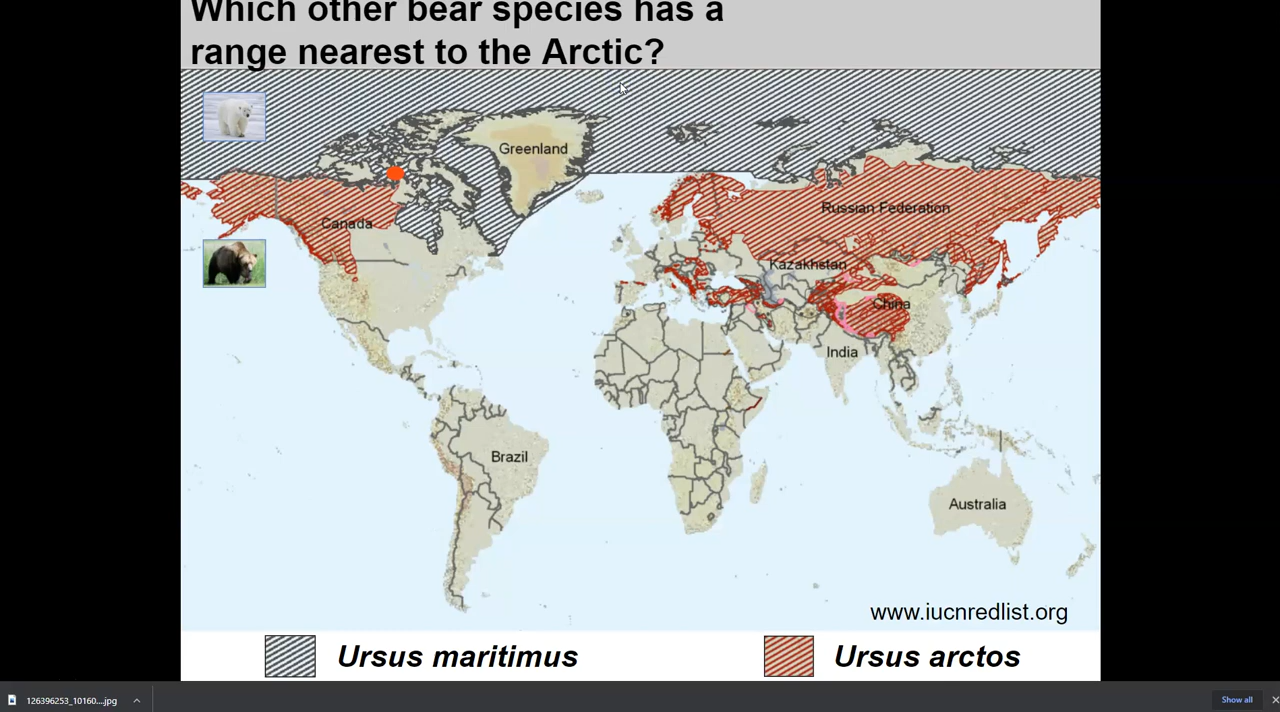 Which other bear species has a
range nearest to the Arctic?
Greenland
Canada
Russian Federation
Kazakhstan
China
India
Brazil
Australia
www.iucnredlist.org
Ursus maritimus
Ursus arctos
126396253_10160....jpg
Show all